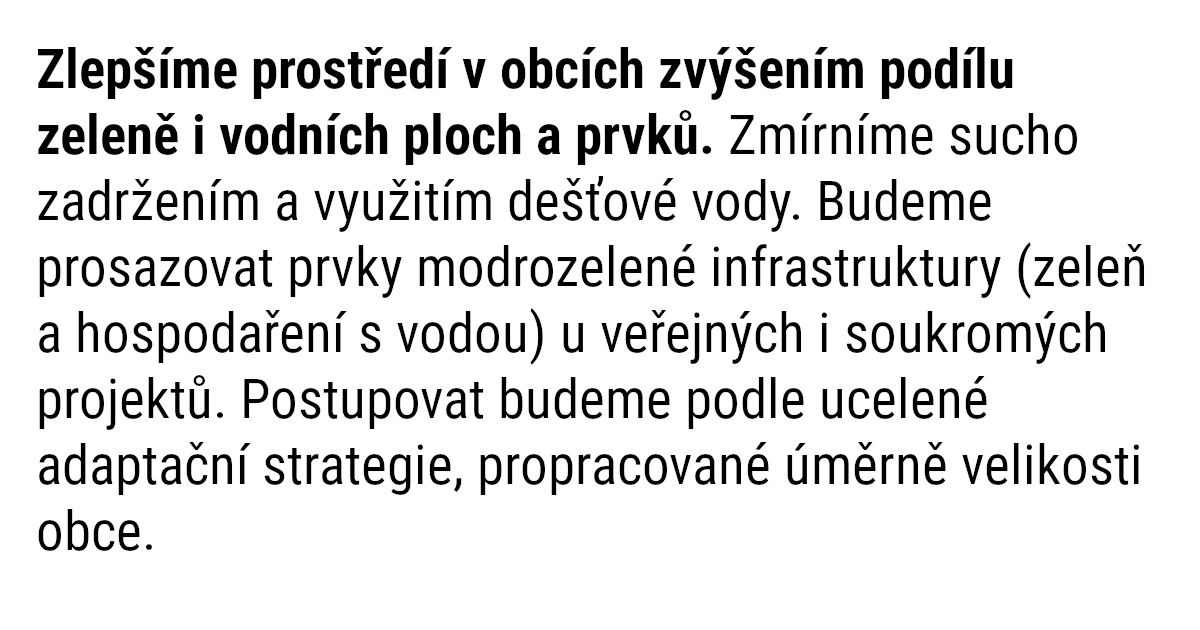 Zlepšíme prostředí v obcích zvýšením podílu
zeleně i vodních ploch a prvků. Zmírníme sucho
zadržením a využitím dešťové vody. Budeme
prosazovat prvky modrozelené infrastruktury (zeleň
a hospodaření s vodou) u veřejných i soukromých
projektů. Postupovat budeme podle ucelené
adaptační strategie, propracované úměrně velikosti
obce.